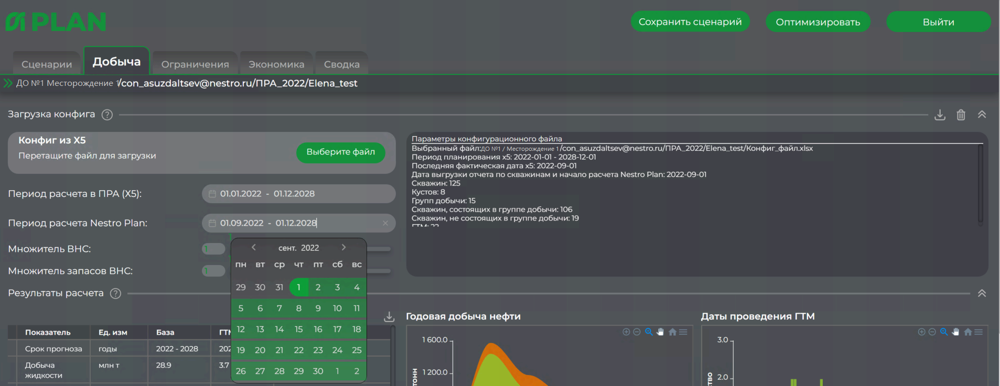 PLAN
Сохранить сценарий
Оптимизировать
Выйти
Сценарии
Добыча
Ограничения
Экономика
Сводка
ДО №1 Месторождение 1/con_asuzdaltsev@nestro.ru/ПРА_2022/Elena_test
Загрузка конфига ?
Конфиг из X5
Перетащите файл для загрузки
Выберите файл
Параметры конфигурационного файла
Выбранный файл:ДО №1 / Месторождение 1/con_asuzdaltsev@nestro.ru/ПРА_2022/Elena_test/Конфиг_файл.xlsx
Период планирования x5: 2022-01-01 - 2028-12-01
Последняя фактическая дата x5: 2022-09-01
Дата выгрузки отчета по скважинам и начало расчета Nestro Plan: 2022-09-01
Скважин: 125
Кустов: 8
Групп добычи: 15
Скважин, состоящих в группе добычи: 106
Скважин, не состоящих в группе добычи: 19
Период расчета в ПРА (X5):
01.01.2022 - 01.12.2028
Период расчета Nestro Plan:
01.09.2022 - 01.12.2028
Множитель ВНС:
1
Множитель запасов ВНС:
1
сент. 2022
пн вт ср чт пт сб вс
29 30 31 1 2 3 4
5 6 7 8 9 10 11
12 13 14 15 16 17 18
19 20 21 22 23 24 25
26 27 28 29 30 1 2
Результаты расчета ?
Показатель Ед. изм База
Срок прогноза годы 2022 - 2028
Добыча жидкости млн т 28.9 3.7
Годовая добыча нефти
1 600.0
1 200.0
тонн
Даты проведения ГТМ
3.0
2.0